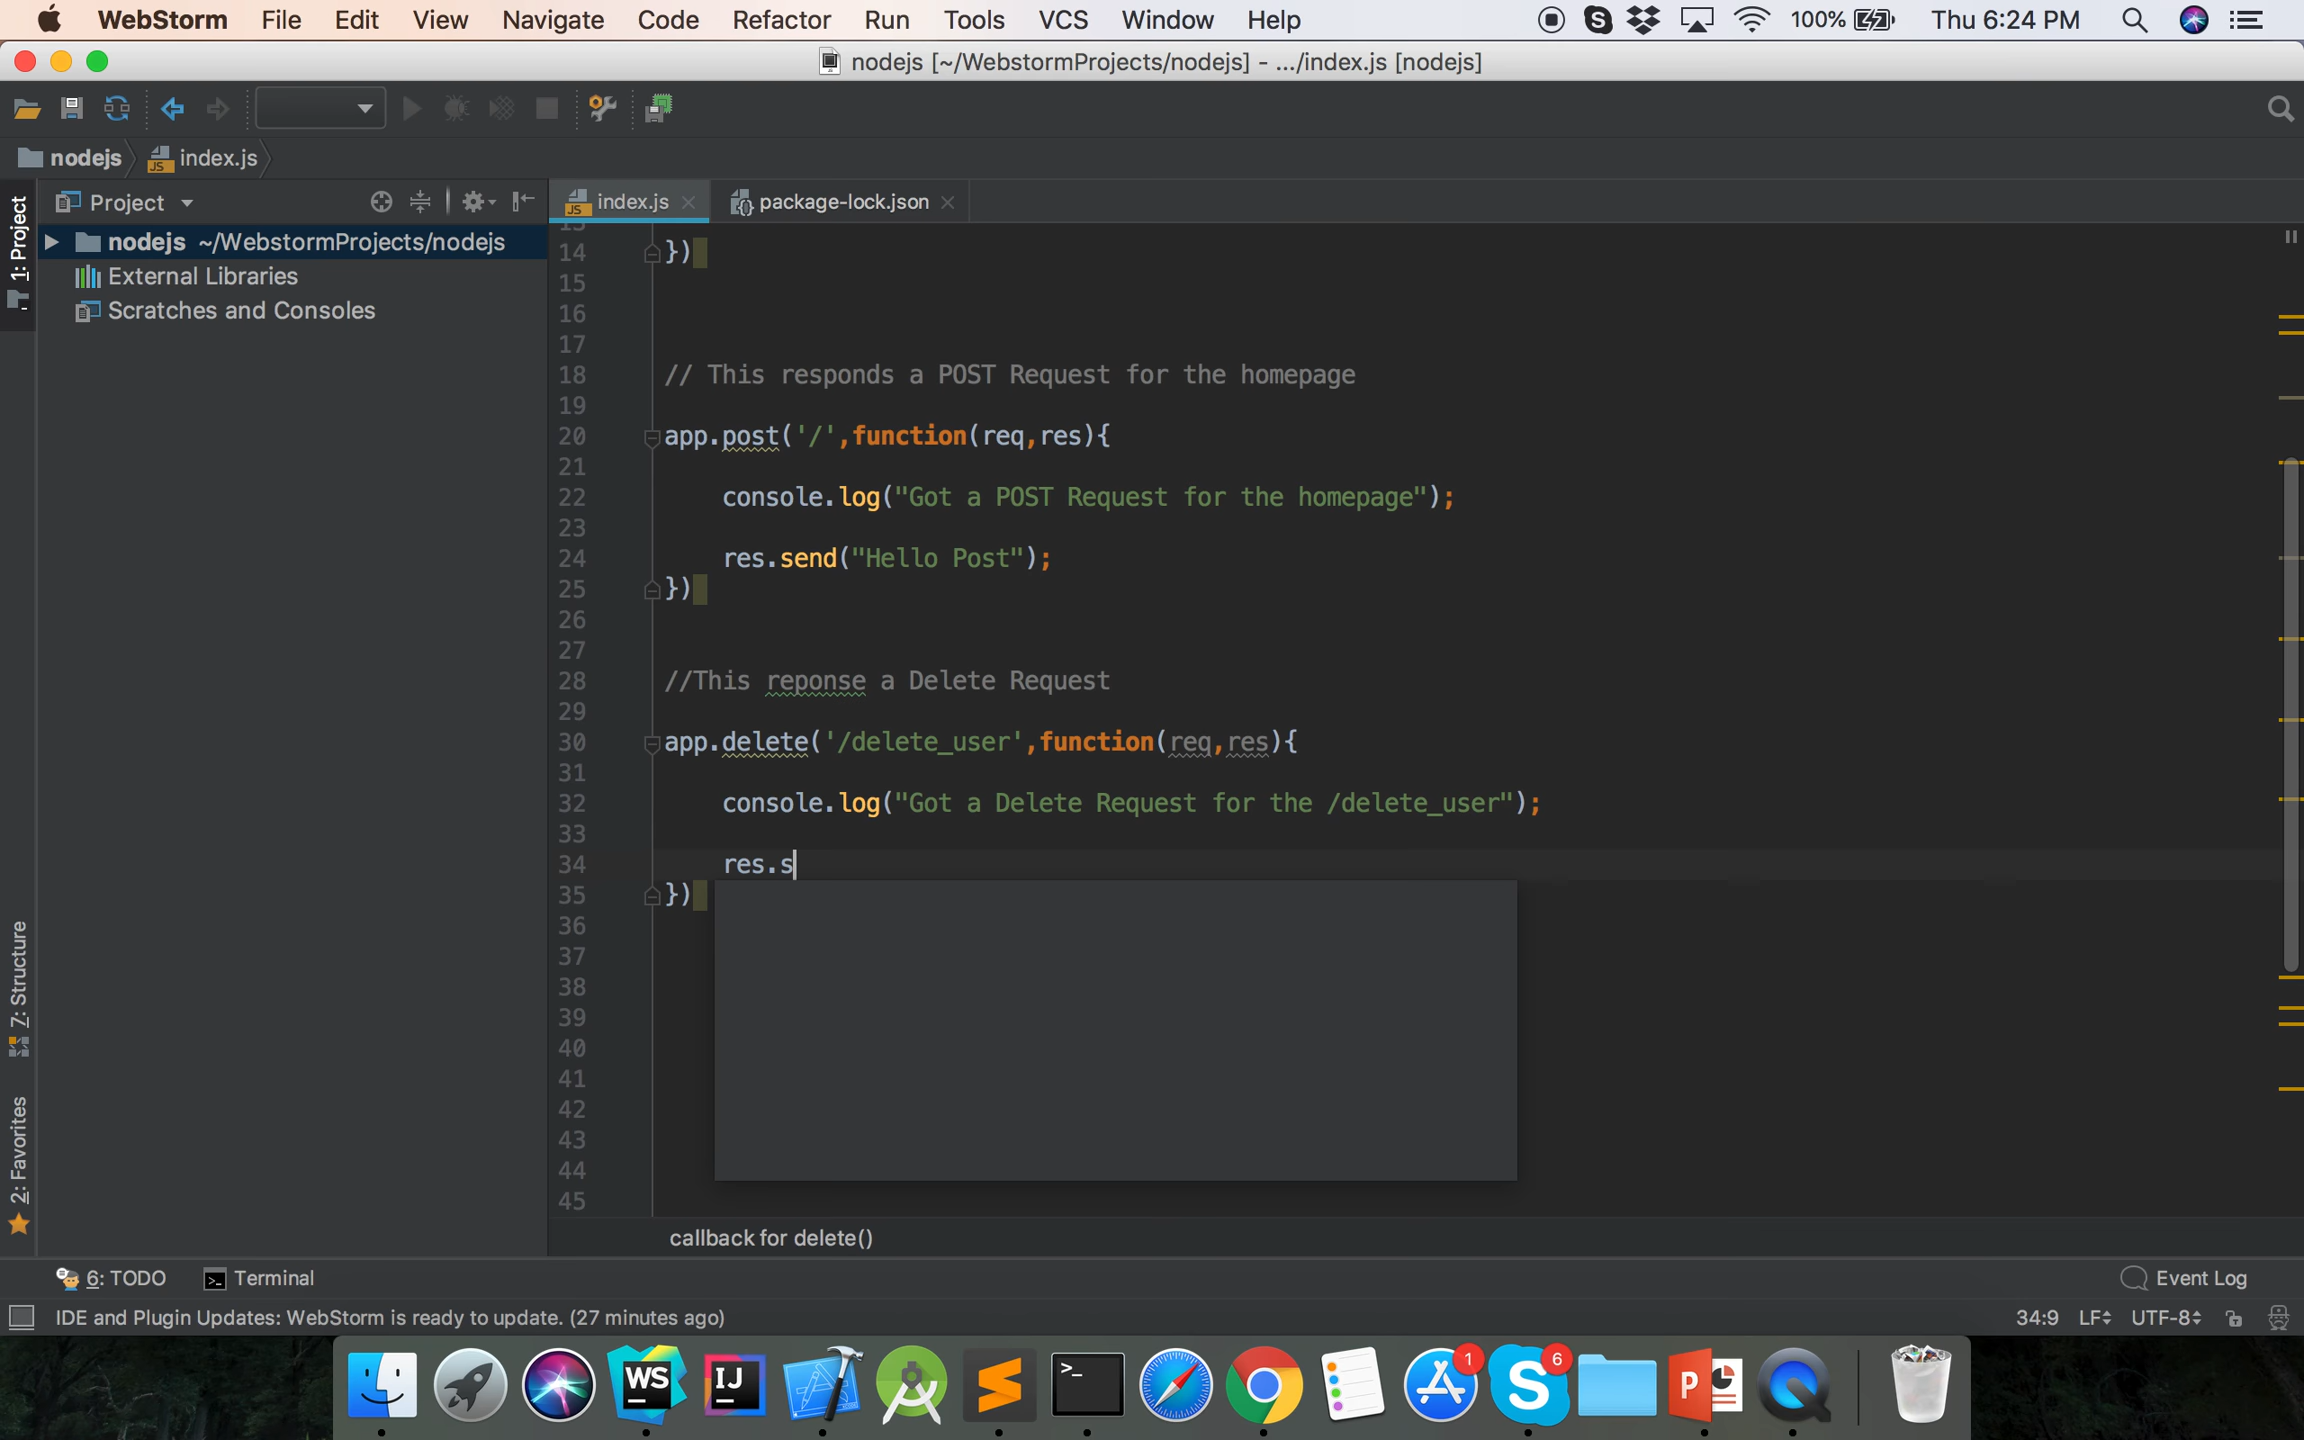 WebStorm File Edit View Navigate Code Refactor Run Tools VCS Window Help 100% Thu 6:24 PM
nodejs [~/WebstormProjects/nodejs] - .../index.js [nodejs]
nodejs index.js
1: Project
7: Structure
2: Favorites
Project
nodejs ~/WebstormProjects/nodejs
External Libraries
Scratches and Consoles
index.js package-lock.json
13
14 })
15
16
17
18 // This responds a POST Request for the homepage
19
20 app.post('/',function(req,res){
21
22 console.log("Got a POST Request for the homepage");
23
24 res.send("Hello Post");
25 })
26
27
28 //This reponse a Delete Request
29
30 app.delete('/delete_user',function(req,res){
31
32 console.log("Got a Delete Request for the /delete_user");
33
34 res.s
35 })
36
37
38
39
40
41
42
43
44
45
callback for delete()
6: TODO Terminal Event Log
IDE and Plugin Updates: WebStorm is ready to update. (27 minutes ago) 34:9 LF UTF-8
WS IJ 1 6